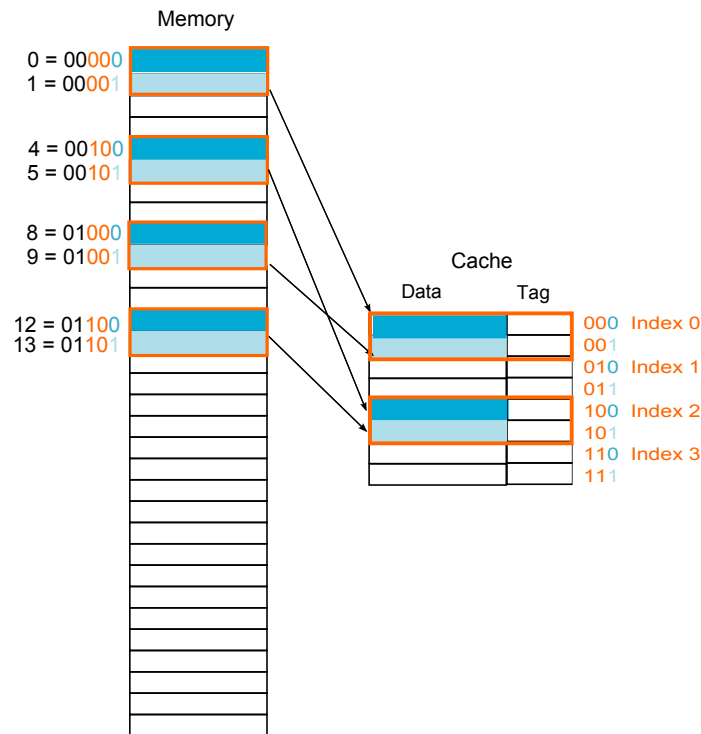 Memory
0 = 00000
1 = 00001
4 = 00100
5 = 00101
8 = 01000
9 = 01001
12 = 01100
13 = 01101
Cache
Data Tag
000 Index 0
001
010 Index 1
011
100 Index 2
101
110 Index 3
111